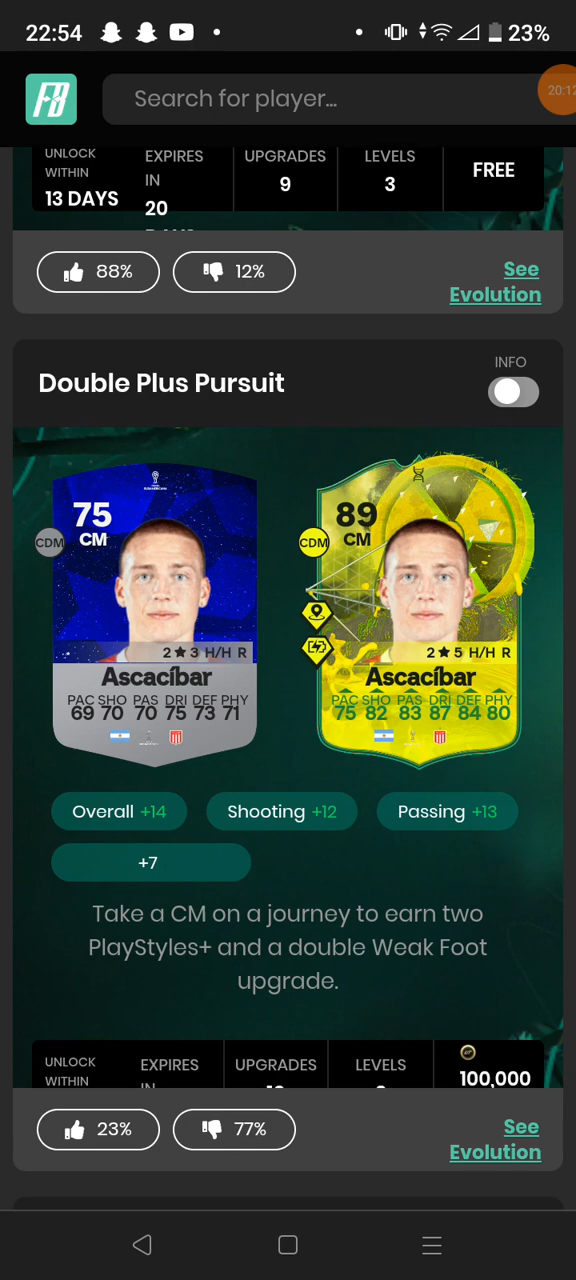 22:54
23%
FB
Search for player...
20:12
UNLOCK WITHIN
13 DAYS
EXPIRES IN
20
UPGRADES
9
LEVELS
3
FREE
88%
12%
See Evolution
Double Plus Pursuit
INFO
75
CM
CDM
2★3 H/H R
Ascacíbar
PAC SHO PAS DRI DEF PHY
69 70 70 75 73 71
89
CM
CDM
2★5 H/H R
Ascacíbar
PAC SHO PAS DRI DEF PHY
75 82 83 87 84 80
Overall +14
Shooting +12
Passing +13
+7
Take a CM on a journey to earn two
PlayStyles+ and a double Weak Foot
upgrade.
UNLOCK WITHIN
EXPIRES
UPGRADES
LEVELS
100,000
23%
77%
See Evolution